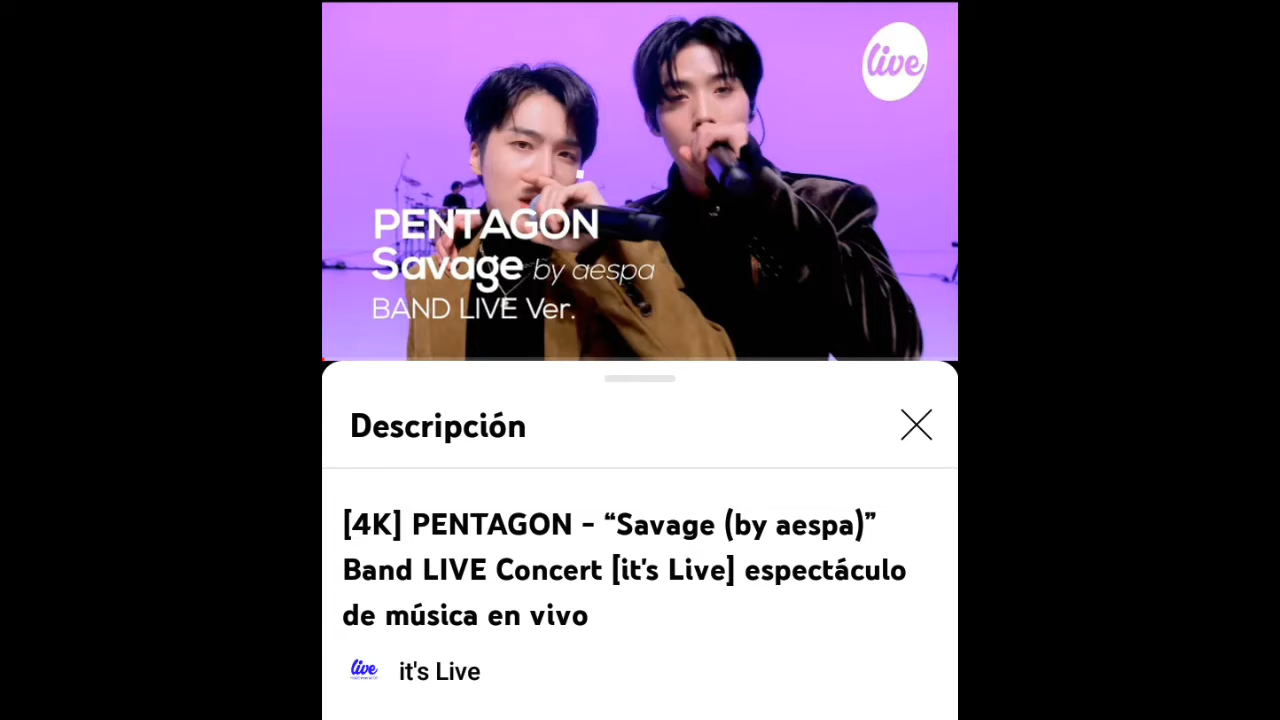 live
PENTAGON
Savage by aespa
BAND LIVE Ver.
Descripción
[4K] PENTAGON - “Savage (by aespa)”
Band LIVE Concert [it's Live] espectáculo
de música en vivo
live
it's Live